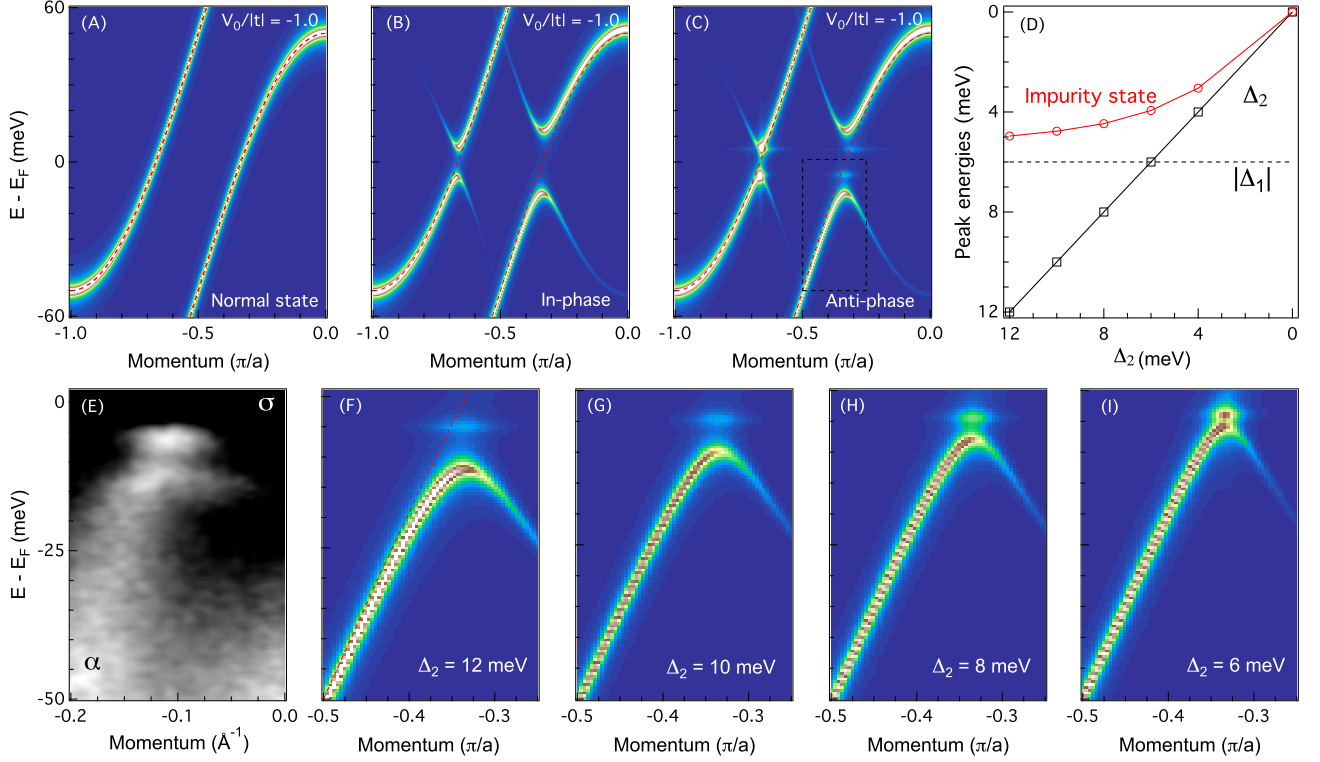 (A)
V₀/|t| = -1.0
Normal state
60
0
-60
E - E_F (meV)
-1.0
-0.5
0.0
Momentum (π/a)
(B)
V₀/|t| = -1.0
In-phase
-1.0
-0.5
0.0
Momentum (π/a)
(C)
V₀/|t| = -1.0
Anti-phase
-1.0
-0.5
0.0
Momentum (π/a)
(D)
Impurity state
Δ₂
|Δ₁|
0
4
8
12
Peak energies (meV)
12
8
4
0
Δ₂ (meV)
(E)
σ
α
0
-25
-50
E - E_F (meV)
-0.2
-0.1
0.0
Momentum (Å⁻¹)
(F)
Δ₂ = 12 meV
-0.5
-0.4
-0.3
Momentum (π/a)
(G)
Δ₂ = 10 meV
-0.5
-0.4
-0.3
Momentum (π/a)
(H)
Δ₂ = 8 meV
-0.5
-0.4
-0.3
Momentum (π/a)
(I)
Δ₂ = 6 meV
-0.5
-0.4
-0.3
Momentum (π/a)